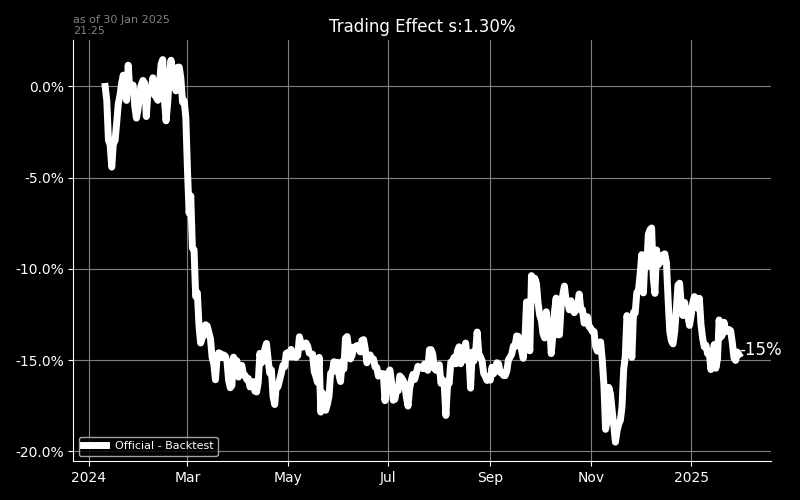 as of 30 Jan 2025
21:25
Trading Effect s:1.30%
0.0%
-5.0%
-10.0%
-15.0%
-20.0%
-15%
Official - Backtest
2024 Mar May Jul Sep Nov 2025